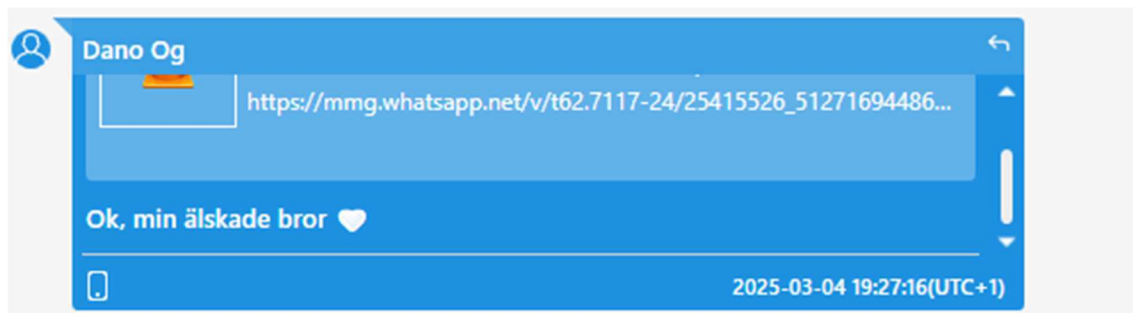 Dano Og
https://mmg.whatsapp.net/v/t62.7117-24/25415526_51271694486...
Ok, min älskade bror 🤍
2025-03-04 19:27:16(UTC+1)